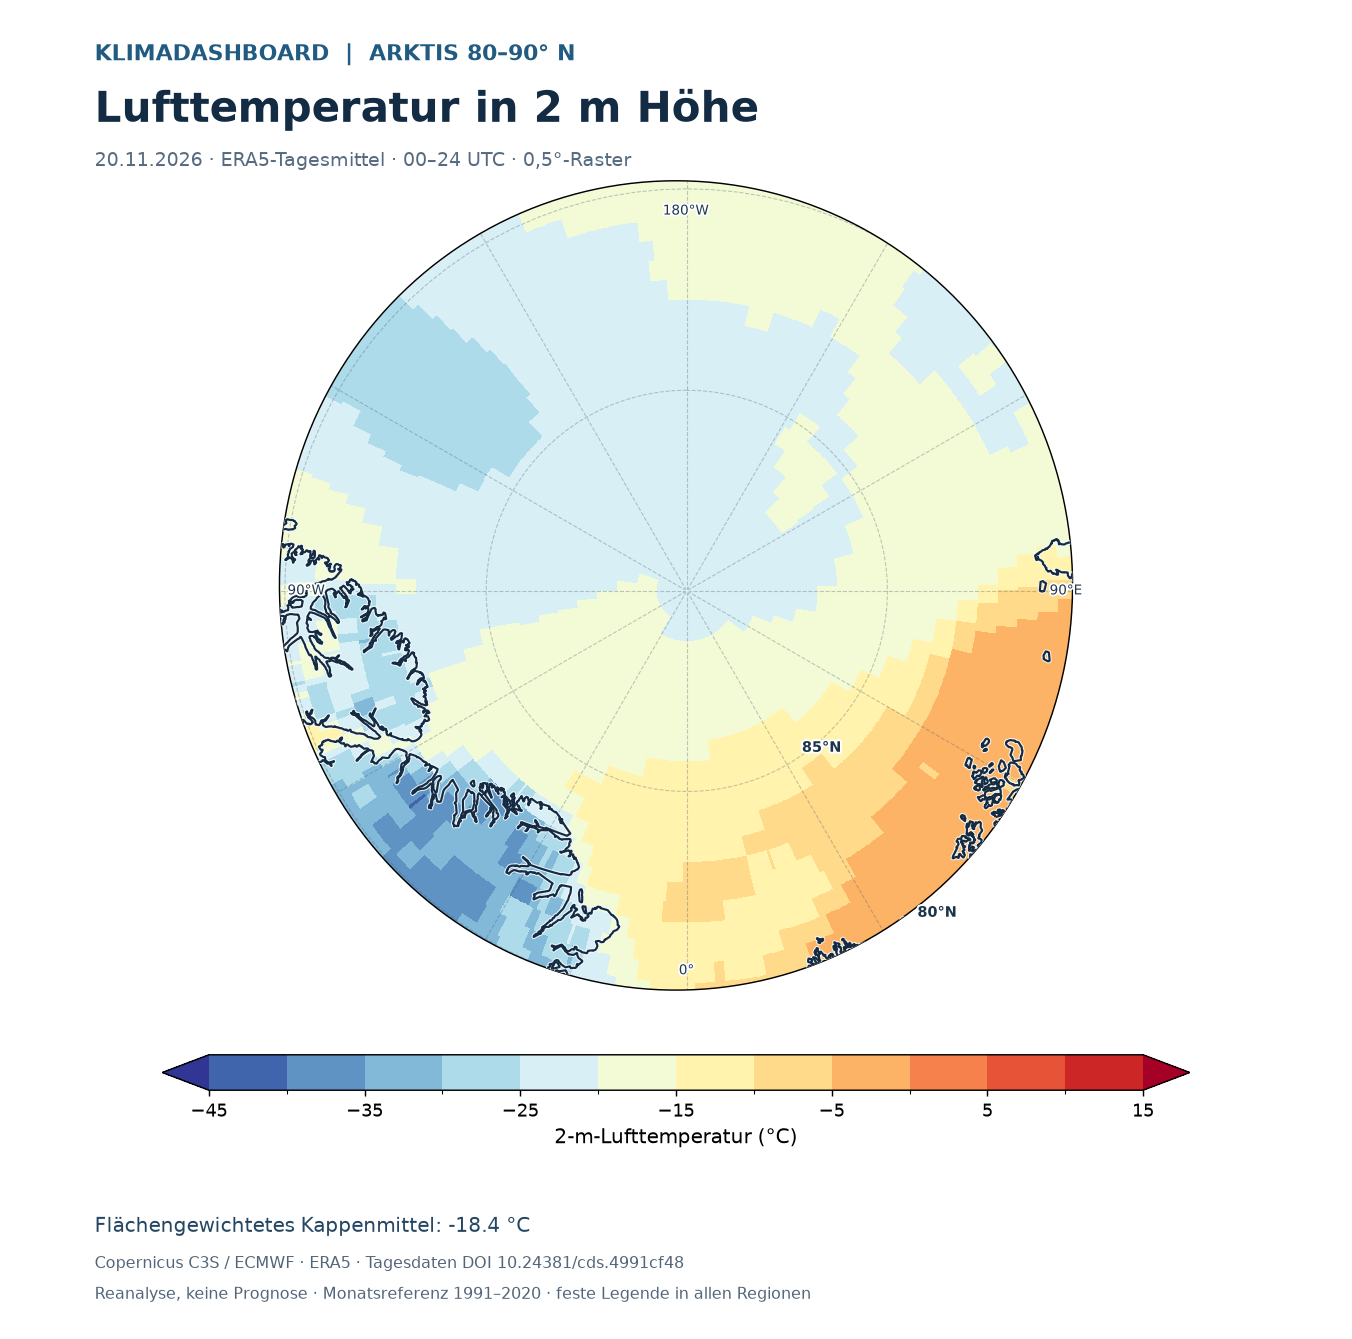 KLIMADASHBOARD | ARKTIS 80–90° N
Lufttemperatur in 2 m Höhe
20.11.2026 · ERA5-Tagesmittel · 00–24 UTC · 0,5°-Raster
180°W
90°W
90°E
85°N
80°N
0°
−45 −35 −25 −15 −5 5 15
2-m-Lufttemperatur (°C)
Flächengewichtetes Kappenmittel: -18.4 °C
Copernicus C3S / ECMWF · ERA5 · Tagesdaten DOI 10.24381/cds.4991cf48
Reanalyse, keine Prognose · Monatsreferenz 1991–2020 · feste Legende in allen Regionen